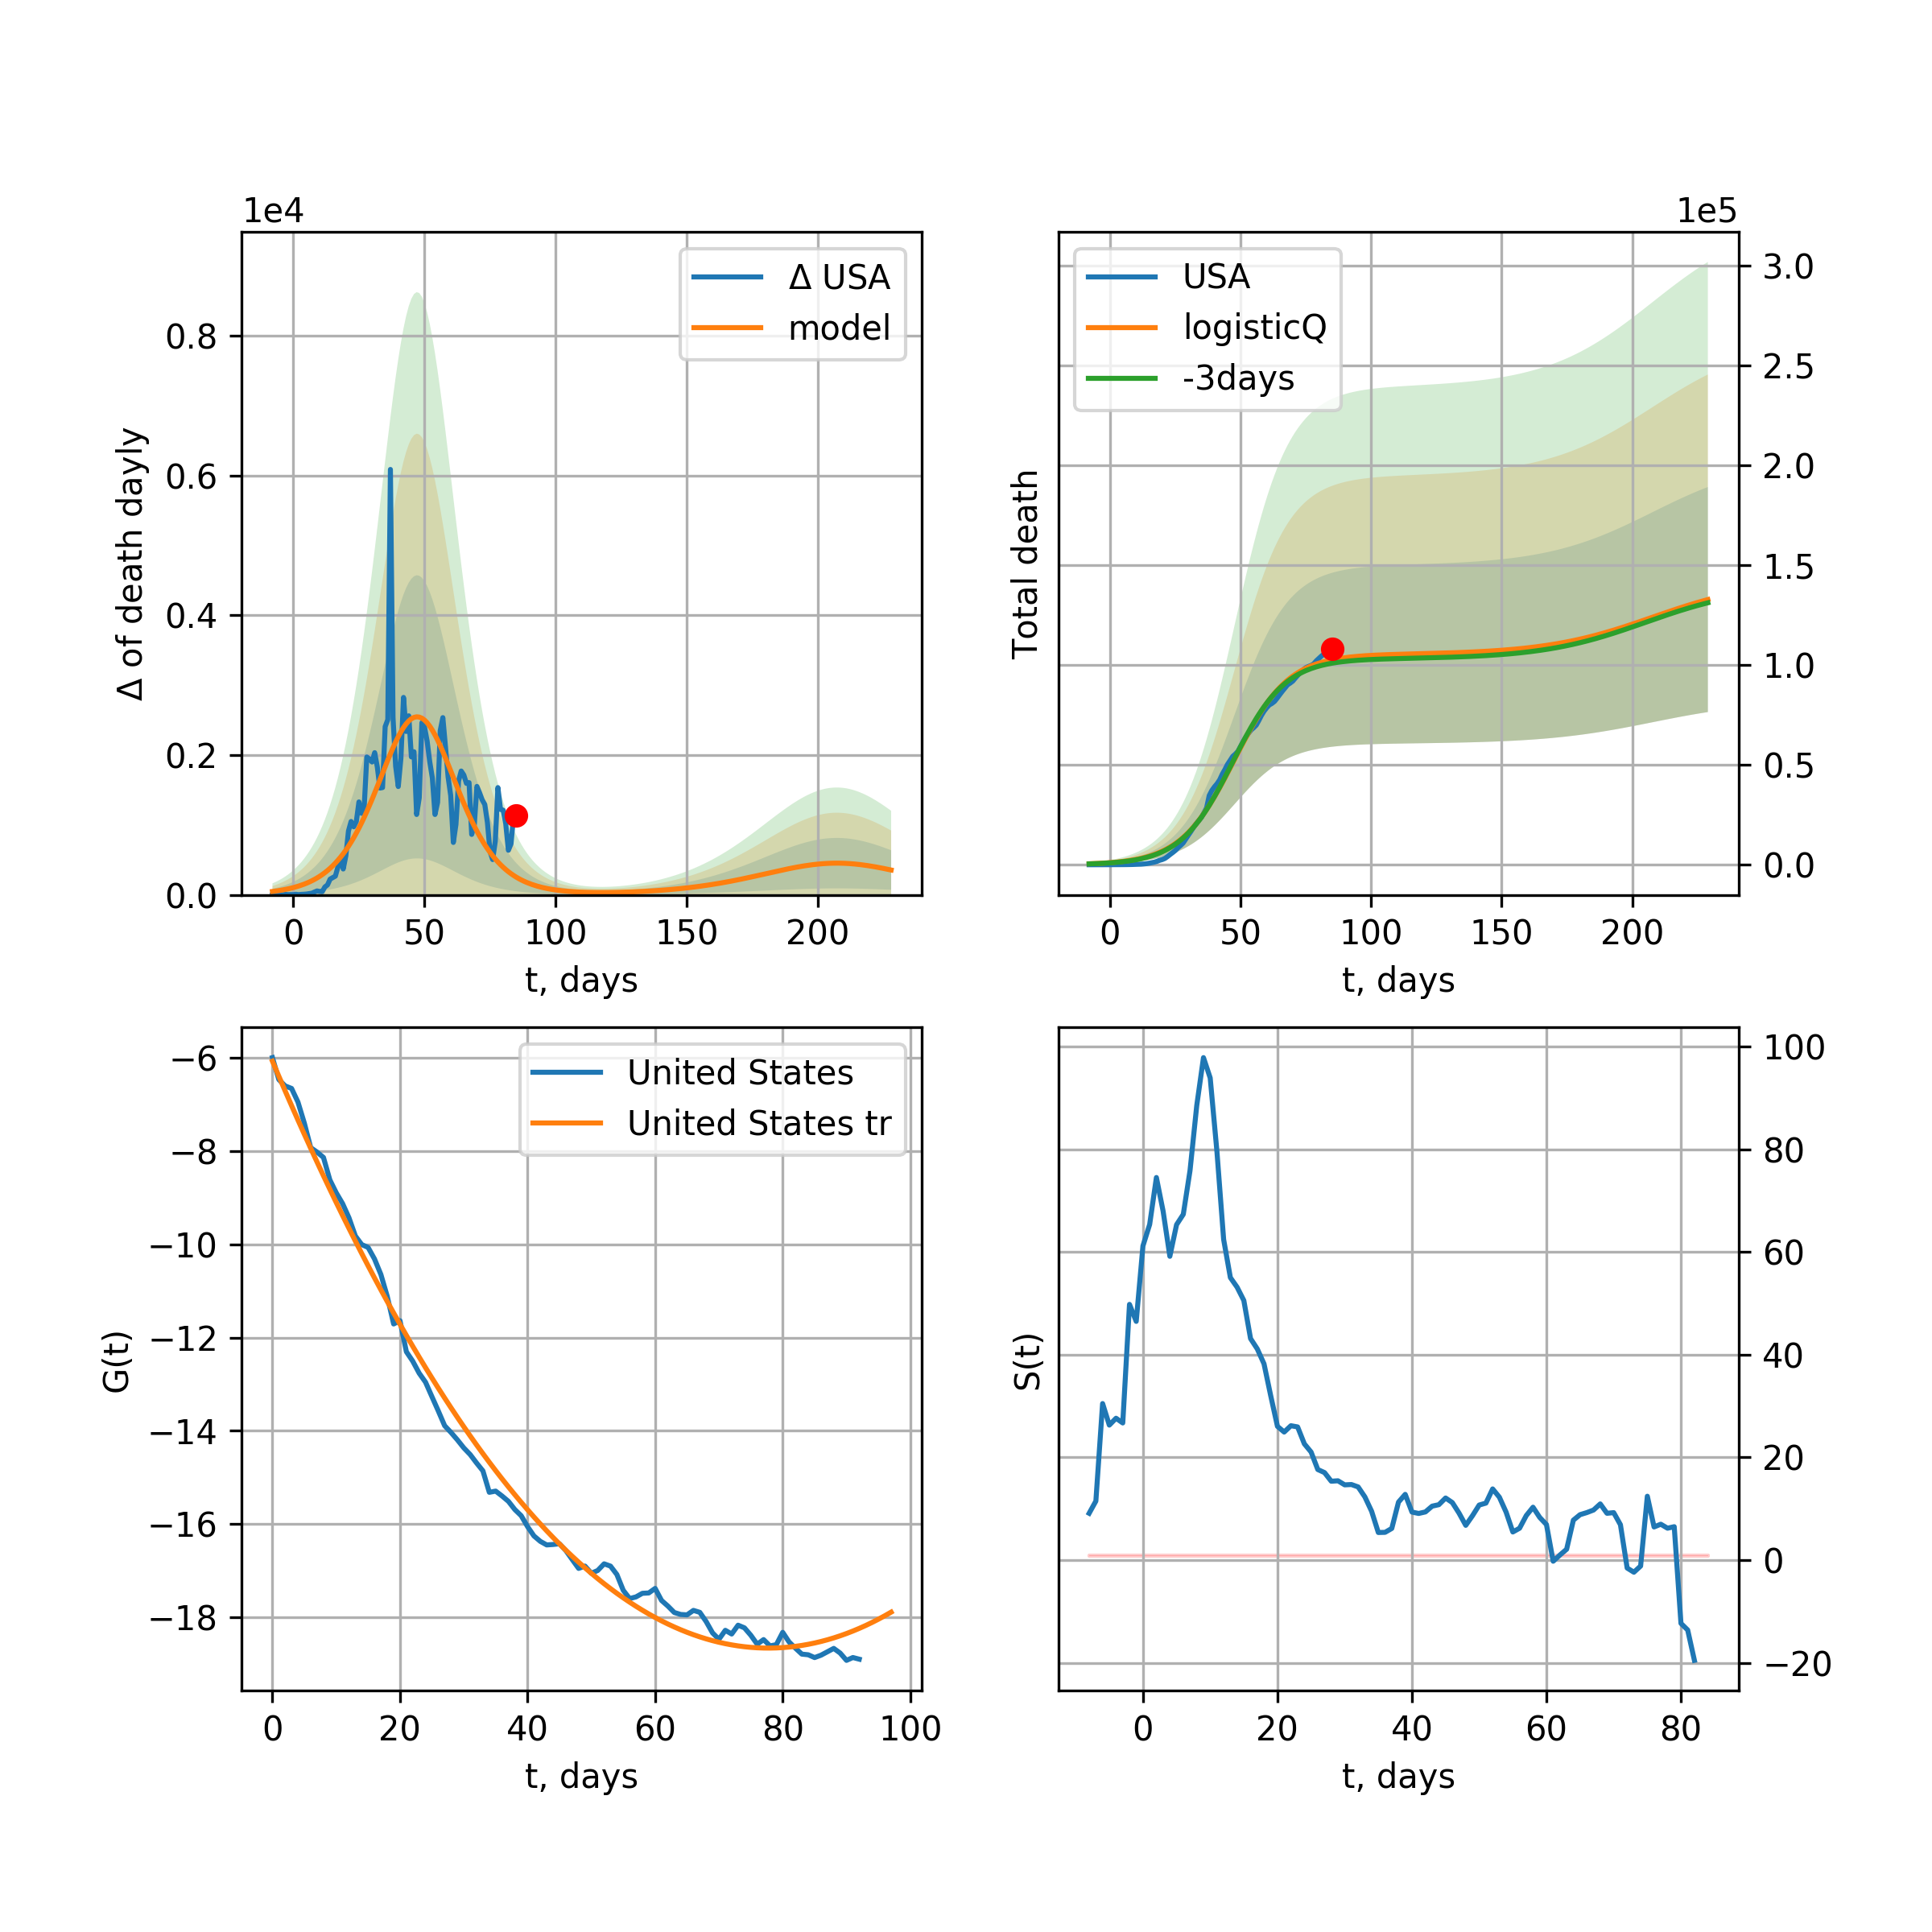 1e4
Δ of death dayly
0.8
0.6
0.4
0.2
0.0
Δ USA
model
0 50 100 150 200
t, days
1e5
Total death
USA
logisticQ
-3days
3.0
2.5
2.0
1.5
1.0
0.5
0.0
0 50 100 150 200
t, days
G(t)
−6
−8
−10
−12
−14
−16
−18
United States
United States tr
0 20 40 60 80 100
t, days
S(t)
100
80
60
40
20
0
−20
0 20 40 60 80
t, days